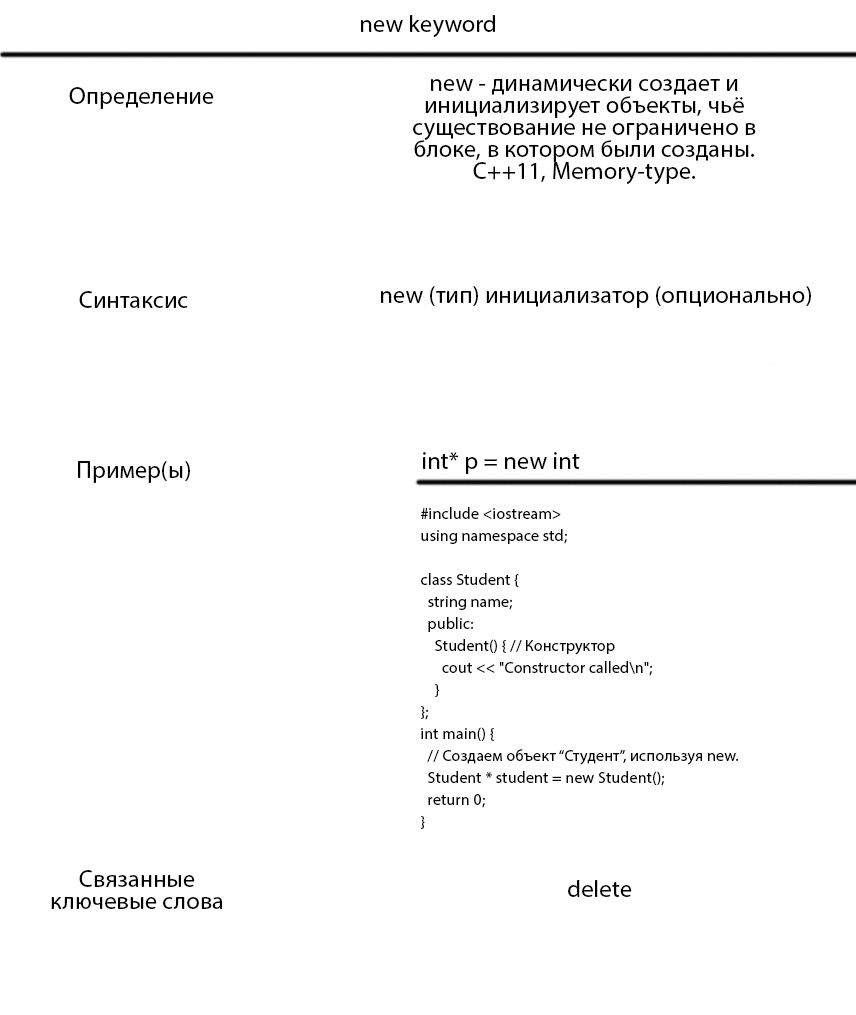 new keyword
Определение
new - динамически создает и
инициализирует объекты, чьё
существование не ограничено в
блоке, в котором были созданы.
C++11, Memory-type.
Синтаксис
new (тип) инициализатор (опционально)
Пример(ы)
int* p = new int
#include <iostream>
using namespace std;
class Student {
string name;
public:
Student() { // Конструктор
cout << "Constructor called\n";
}
};
int main() {
// Создаем объект “Студент”, используя new.
Student * student = new Student();
return 0;
}
Связанные
ключевые слова
delete